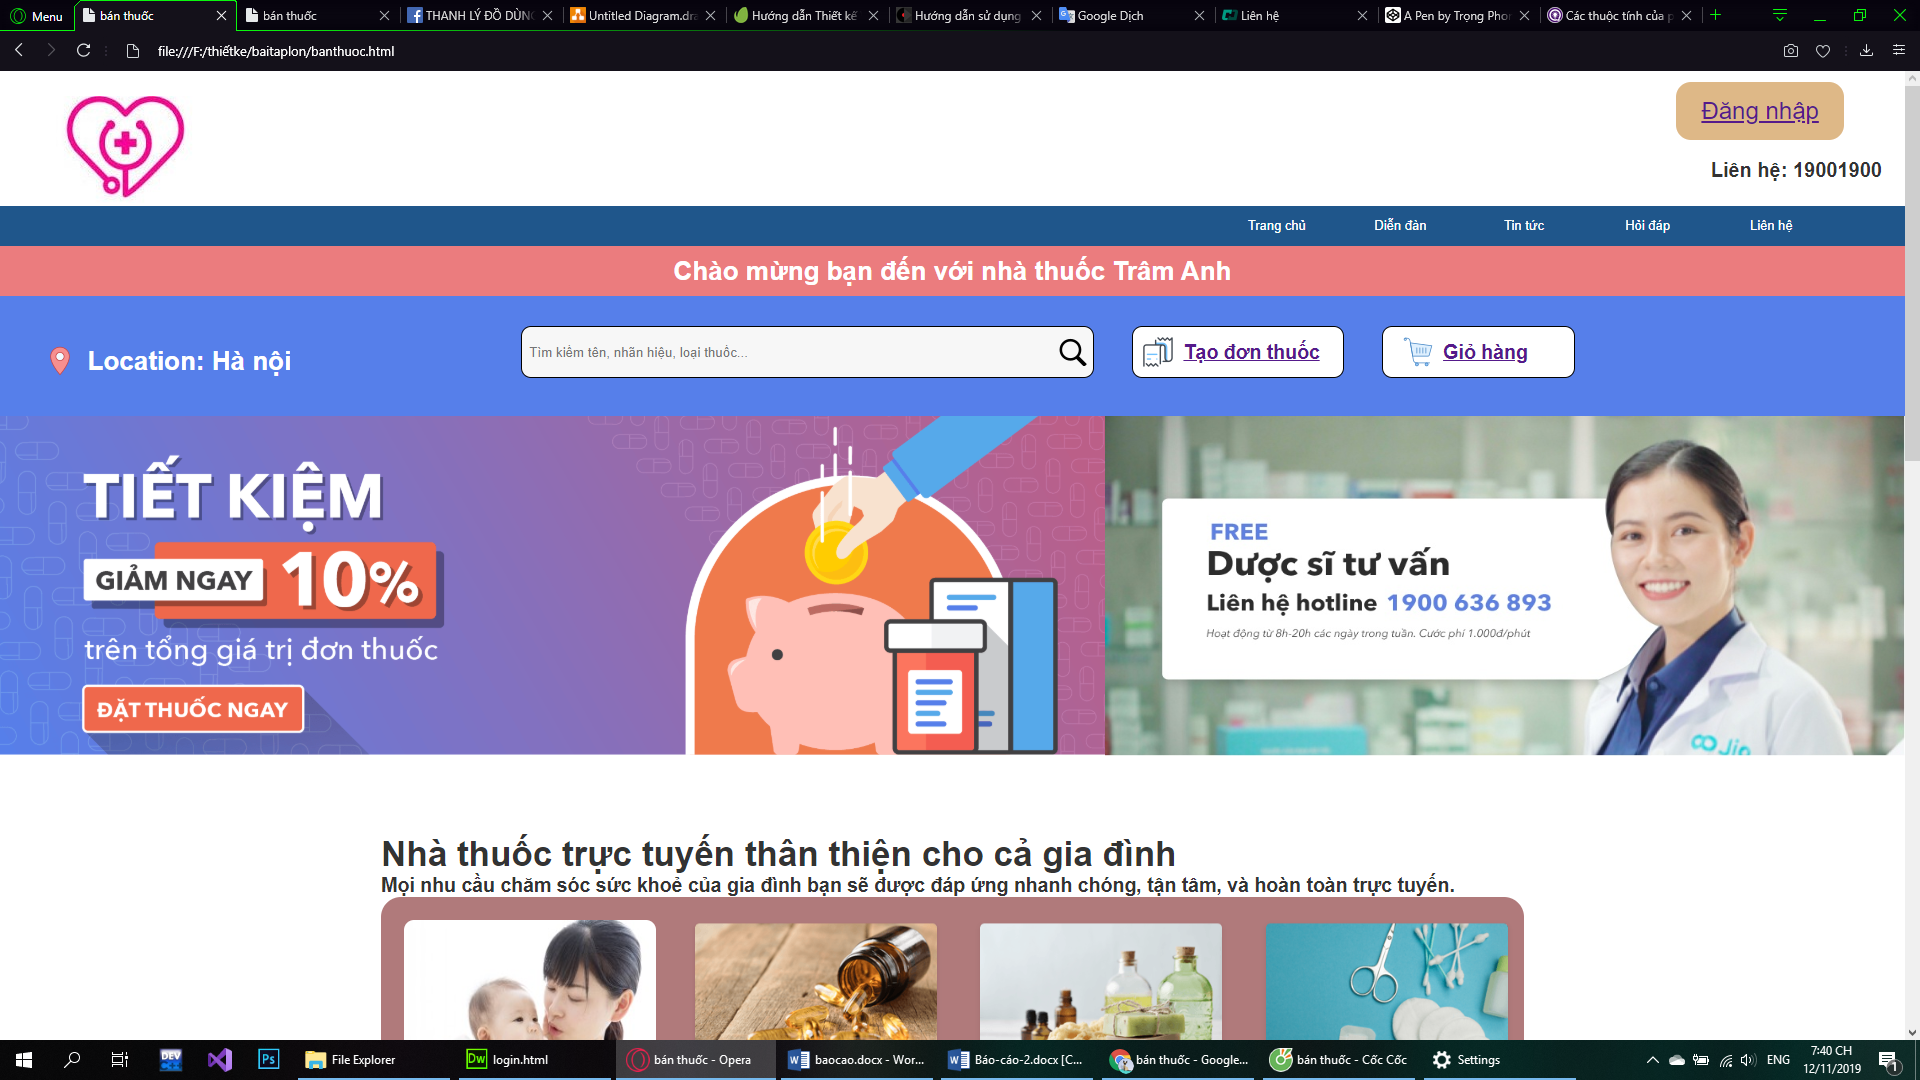 Menu
bán thuốc
bán thuốc
THANH LÝ ĐỒ DÙN
Untitled Diagram.dra
Hướng dẫn Thiết kế
Hướng dẫn sử dụng
Google Dịch
Liên hệ
A Pen by Trọng Phon
Các thuộc tính của p
file:///F:/thiếtke/baitaplon/banthuoc.html
Đăng nhập
Liên hệ: 19001900
Trang chủ
Diễn đàn
Tin tức
Hỏi đáp
Liên hệ
Chào mừng bạn đến với nhà thuốc Trâm Anh
Location: Hà nội
Tìm kiếm tên, nhãn hiệu, loại thuốc...
Tạo đơn thuốc
Giỏ hàng
TIẾT KIỆM
GIẢM NGAY 10%
trên tổng giá trị đơn thuốc
ĐẶT THUỐC NGAY
FREE
Dược sĩ tư vấn
Liên hệ hotline 1900 636 893
Hoạt động từ 8h-20h các ngày trong tuần. Cước phí 1.000đ/phút
Jio
Nhà thuốc trực tuyến thân thiện cho cả gia đình
Mọi nhu cầu chăm sóc sức khoẻ của gia đình bạn sẽ được đáp ứng nhanh chóng, tận tâm, và hoàn toàn trực tuyến.
DEV
Ps
File Explorer
Dw
login.html
bán thuốc - Opera
baocao.docx - Wor...
Báo-cáo-2.docx [C...
bán thuốc - Google...
bán thuốc - Cốc Cốc
Settings
ENG
7:40 CH
12/11/2019
1